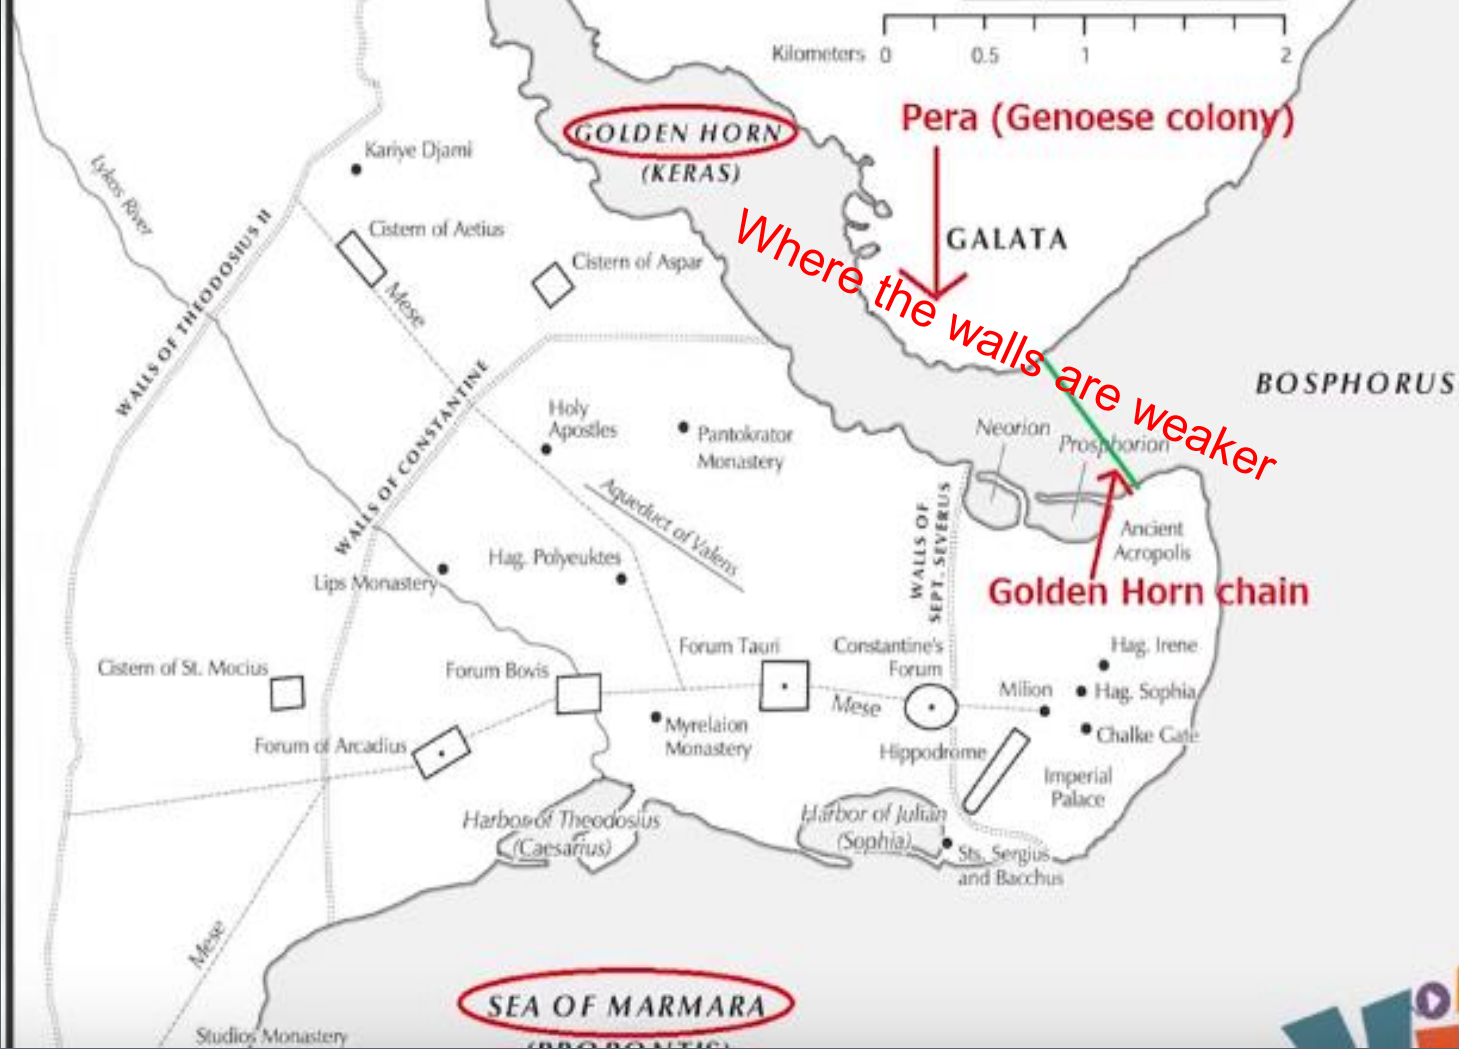 Kilometers 0 0.5 1 2
Pera (Genoese colony)
GOLDEN HORN
(KERAS)
Kariye Djami
Lykos River
WALLS OF THEODOSIUS II
Cistern of Aetius
Mese
Cistern of Aspar
GALATA
Where the walls are weaker
BOSPHORUS
WALLS OF CONSTANTINE
Holy
Apostles
Pantokrator
Monastery
Neorion
Prosphorion
Aqueduct of Valens
WALLS OF
SEPT. SEVERUS
Ancient
Acropolis
Hag. Polyeuktes
Lips Monastery
Golden Horn chain
Cistern of St. Mocius
Forum Bovis
Forum Tauri
Constantine's
Forum
Hag. Irene
Milion
Hag. Sophia
Mese
Chalke Gate
Forum of Arcadius
Myrelaion
Monastery
Hippodrome
Imperial
Palace
Harbor of Theodosius
(Caesarius)
Harbor of Julian
(Sophia)
Sts. Sergius
and Bacchus
Mese
SEA OF MARMARA
(PROPONTIS)
Studios Monastery